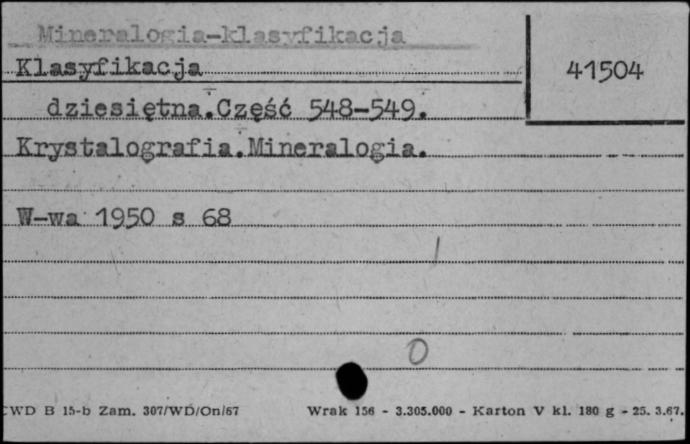 Mineralogia-klasyfikacja
41504
Klasyfikacja
dziesiętna.Część 548-549.
Krystalografia.Mineralogia.
W-wa 1950 s 68
0
CWD B 15-b Zam. 307/WD/On/67 Wrak 156 - 3.305.000 - Karton V kl. 180 g - 25. 3.67.